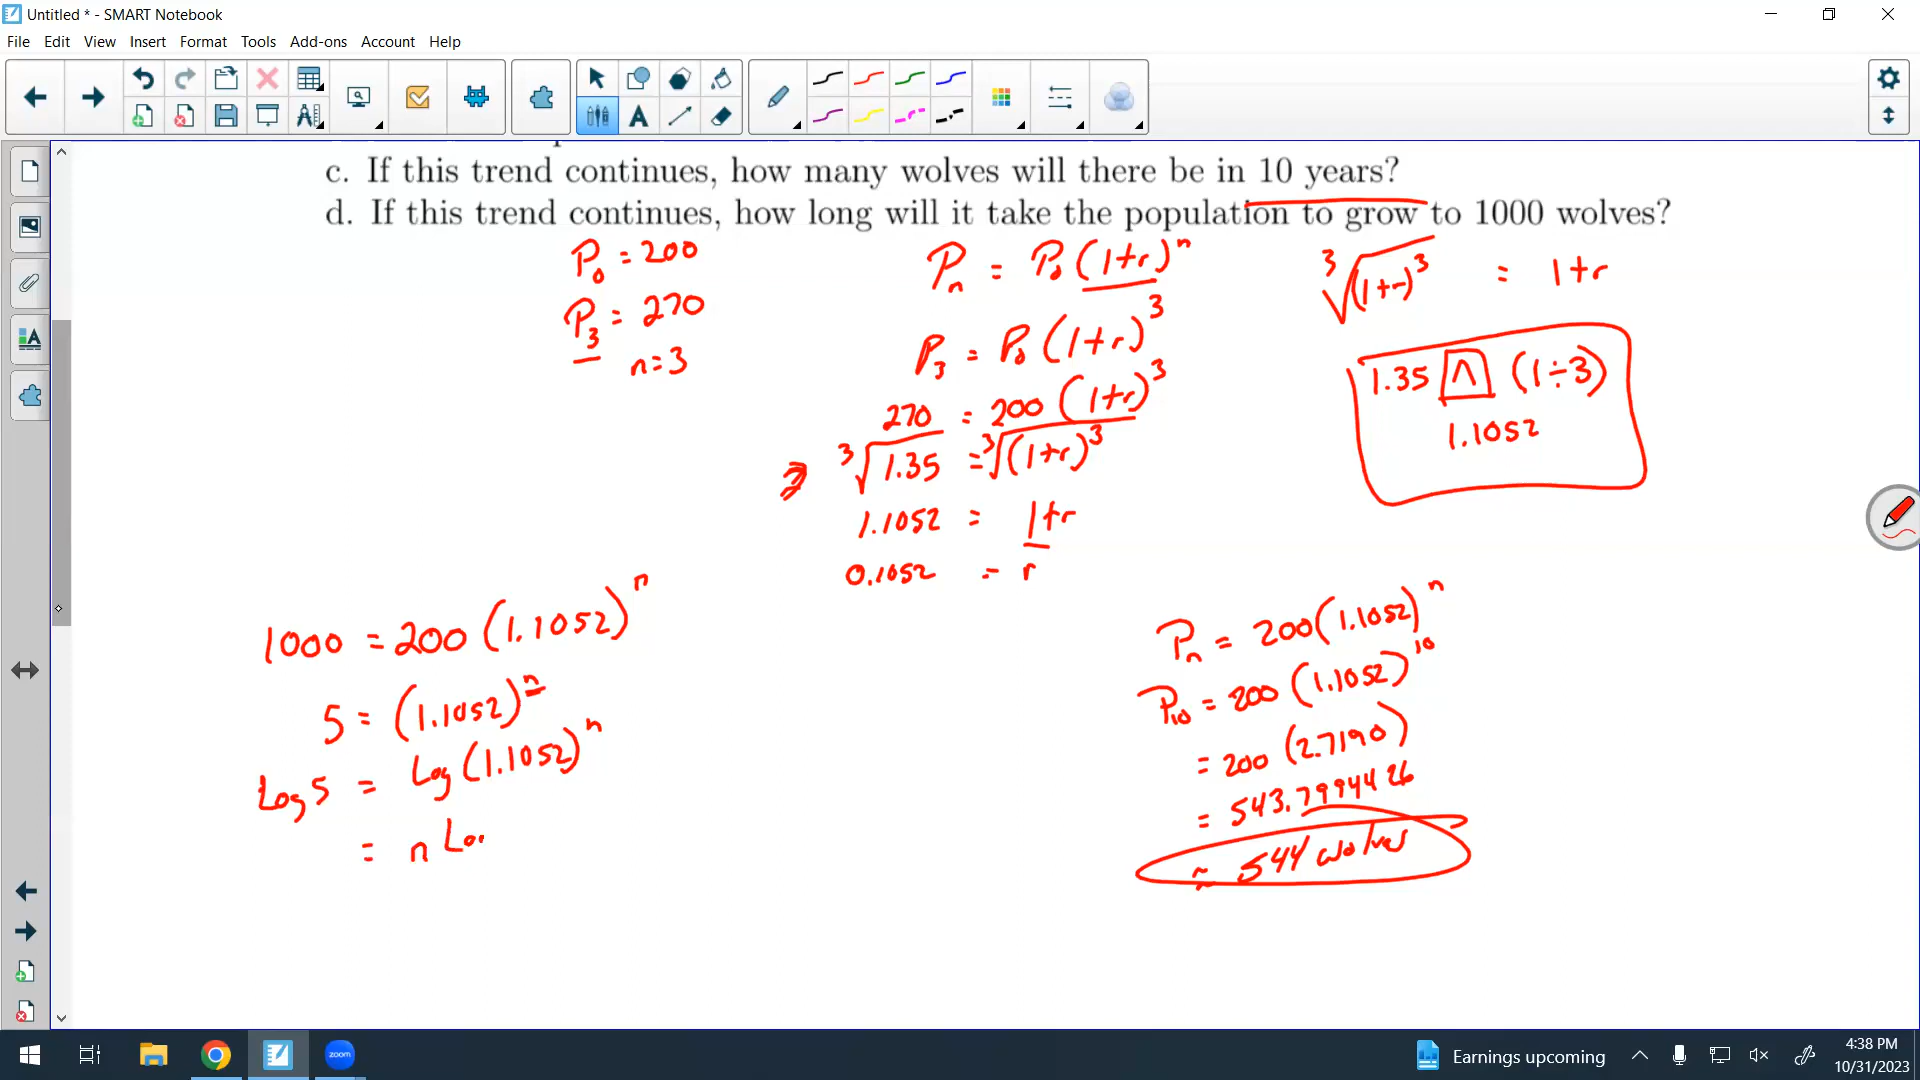 Untitled * - SMART Notebook
File Edit View Insert Format Tools Add-ons Account Help
c. If this trend continues, how many wolves will there be in 10 years?
d. If this trend continues, how long will it take the population to grow to 1000 wolves?
P₀ = 200
P₃ = 270
n=3
Pₙ = P₀(1+r)ⁿ
P₃ = P₀(1+r)³
270 = 200(1+r)³
³√1.35 = ³√(1+r)³
1.1052 = 1+r
0.1052 = r
³√(1+r)³ = 1+r
1.35 ^ (1÷3)
1.1052
1000 = 200(1.1052)ⁿ
5 = (1.1052)ⁿ
Log 5 = Log(1.1052)ⁿ
= n Lo
Pₙ = 200(1.1052)ⁿ
P₁₀ = 200(1.1052)¹⁰
= 200(2.7190)
= 543.7994426
≈ 544 wolves
zoom
Earnings upcoming
4:38 PM
10/31/2023